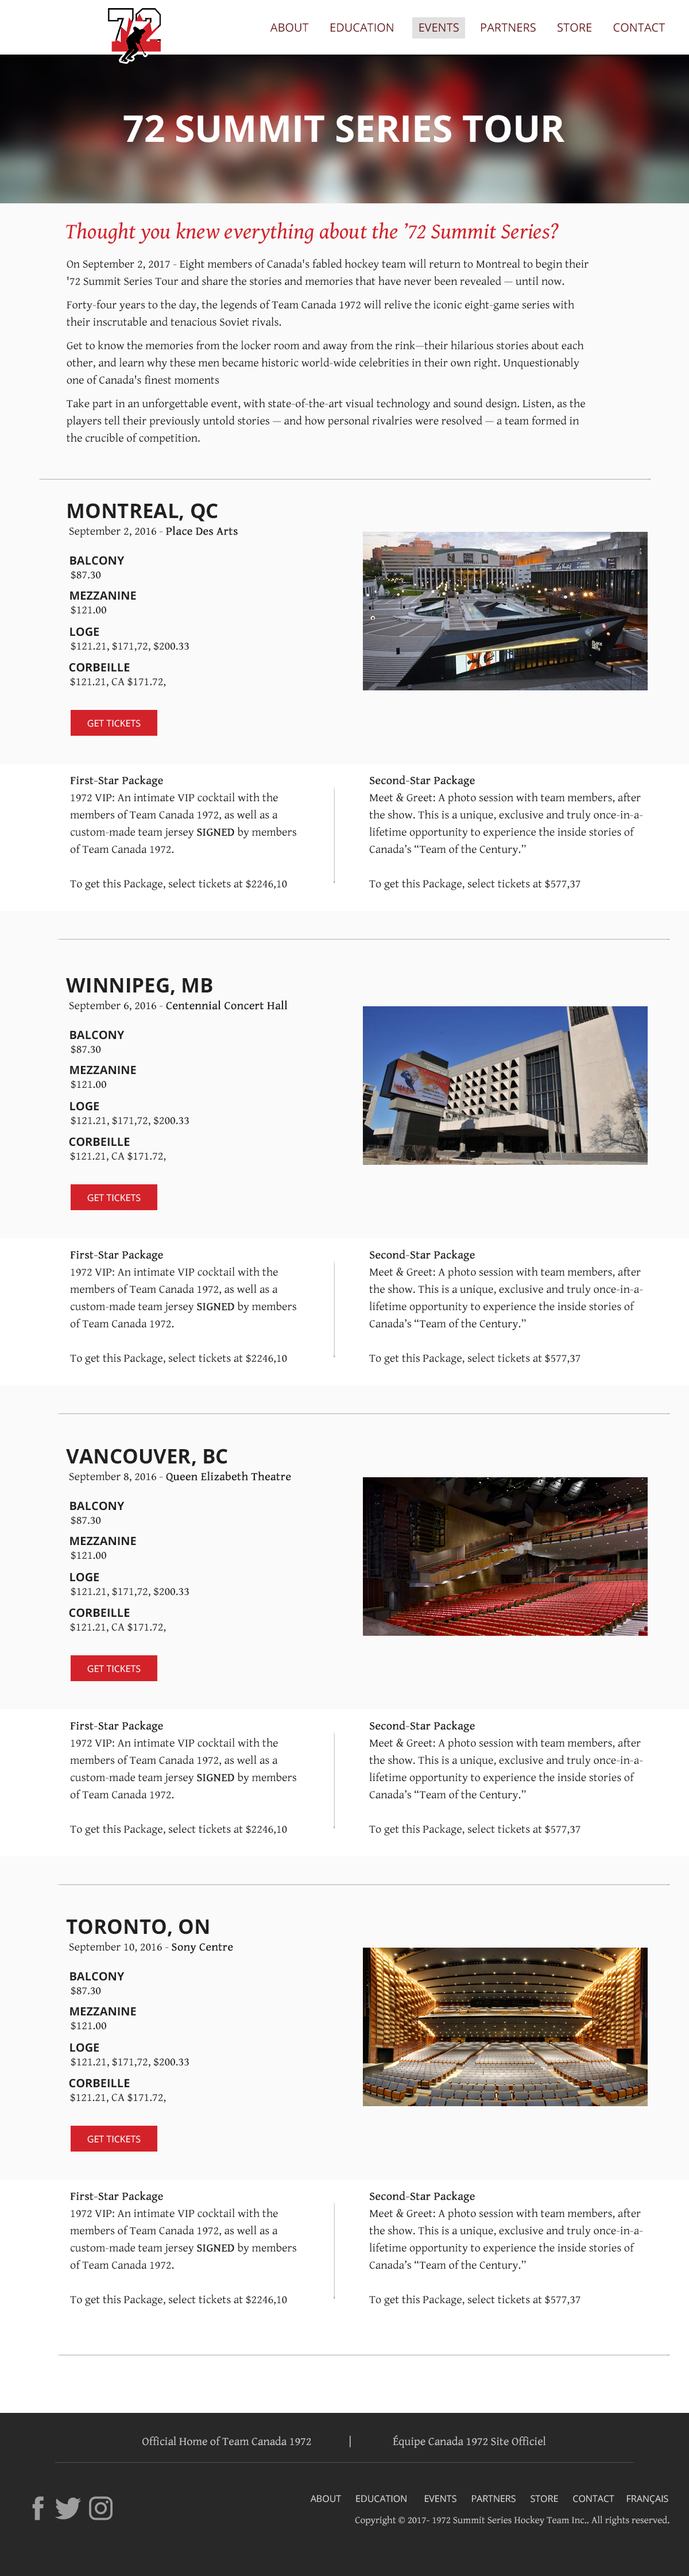 72
ABOUT EDUCATION EVENTS PARTNERS STORE CONTACT
72 SUMMIT SERIES TOUR
Thought you knew everything about the ’72 Summit Series?
On September 2, 2017 - Eight members of Canada's fabled hockey team will return to Montreal to begin their
'72 Summit Series Tour and share the stories and memories that have never been revealed — until now.
Forty-four years to the day, the legends of Team Canada 1972 will relive the iconic eight-game series with
their inscrutable and tenacious Soviet rivals.
Get to know the memories from the locker room and away from the rink—their hilarious stories about each
other, and learn why these men became historic world-wide celebrities in their own right. Unquestionably
one of Canada's finest moments
Take part in an unforgettable event, with state-of-the-art visual technology and sound design. Listen, as the
players tell their previously untold stories — and how personal rivalries were resolved — a team formed in
the crucible of competition.
MONTREAL, QC
September 2, 2016 - Place Des Arts
BALCONY
$87.30
MEZZANINE
$121.00
LOGE
$121.21, $171,72, $200.33
CORBEILLE
$121.21, CA $171.72,
GET TICKETS
First-Star Package
1972 VIP: An intimate VIP cocktail with the
members of Team Canada 1972, as well as a
custom-made team jersey SIGNED by members
of Team Canada 1972.
To get this Package, select tickets at $2246,10
Second-Star Package
Meet & Greet: A photo session with team members, after
the show. This is a unique, exclusive and truly once-in-a-
lifetime opportunity to experience the inside stories of
Canada’s “Team of the Century.”
To get this Package, select tickets at $577,37
WINNIPEG, MB
September 6, 2016 - Centennial Concert Hall
BALCONY
$87.30
MEZZANINE
$121.00
LOGE
$121.21, $171,72, $200.33
CORBEILLE
$121.21, CA $171.72,
GET TICKETS
First-Star Package
1972 VIP: An intimate VIP cocktail with the
members of Team Canada 1972, as well as a
custom-made team jersey SIGNED by members
of Team Canada 1972.
To get this Package, select tickets at $2246,10
Second-Star Package
Meet & Greet: A photo session with team members, after
the show. This is a unique, exclusive and truly once-in-a-
lifetime opportunity to experience the inside stories of
Canada’s “Team of the Century.”
To get this Package, select tickets at $577,37
VANCOUVER, BC
September 8, 2016 - Queen Elizabeth Theatre
BALCONY
$87.30
MEZZANINE
$121.00
LOGE
$121.21, $171,72, $200.33
CORBEILLE
$121.21, CA $171.72,
GET TICKETS
First-Star Package
1972 VIP: An intimate VIP cocktail with the
members of Team Canada 1972, as well as a
custom-made team jersey SIGNED by members
of Team Canada 1972.
To get this Package, select tickets at $2246,10
Second-Star Package
Meet & Greet: A photo session with team members, after
the show. This is a unique, exclusive and truly once-in-a-
lifetime opportunity to experience the inside stories of
Canada’s “Team of the Century.”
To get this Package, select tickets at $577,37
TORONTO, ON
September 10, 2016 - Sony Centre
BALCONY
$87.30
MEZZANINE
$121.00
LOGE
$121.21, $171,72, $200.33
CORBEILLE
$121.21, CA $171.72,
GET TICKETS
First-Star Package
1972 VIP: An intimate VIP cocktail with the
members of Team Canada 1972, as well as a
custom-made team jersey SIGNED by members
of Team Canada 1972.
To get this Package, select tickets at $2246,10
Second-Star Package
Meet & Greet: A photo session with team members, after
the show. This is a unique, exclusive and truly once-in-a-
lifetime opportunity to experience the inside stories of
Canada’s “Team of the Century.”
To get this Package, select tickets at $577,37
Official Home of Team Canada 1972 | Équipe Canada 1972 Site Officiel
ABOUT EDUCATION EVENTS PARTNERS STORE CONTACT FRANÇAIS
Copyright © 2017- 1972 Summit Series Hockey Team Inc.. All rights reserved.